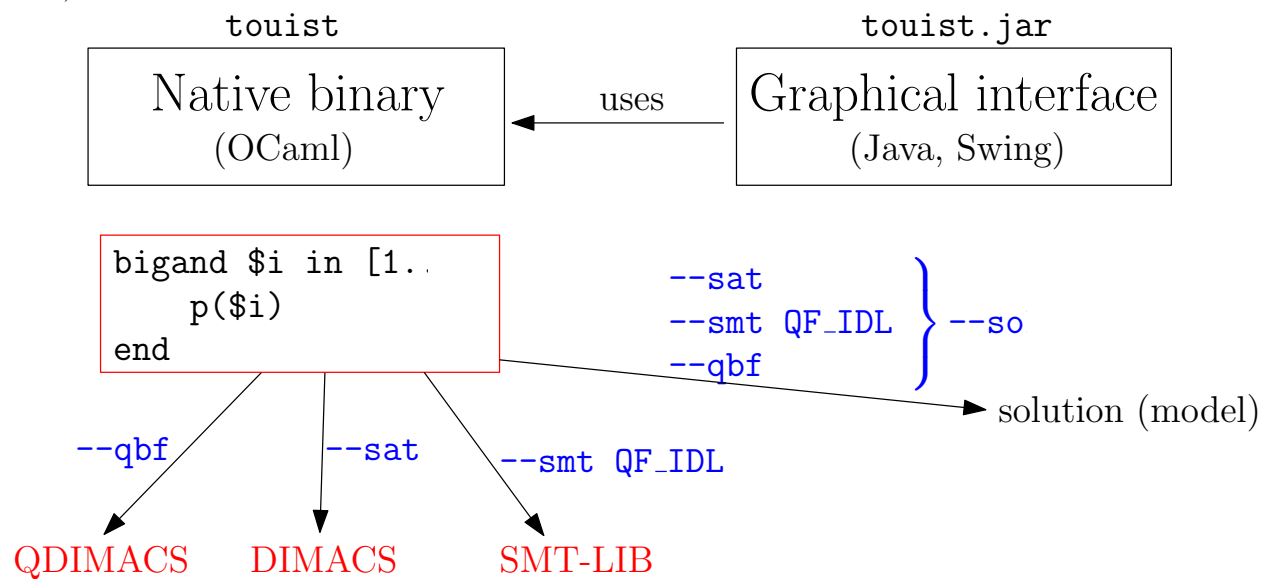 touist
touist.jar
Native binary
(OCaml)
uses
Graphical interface
(Java, Swing)
bigand $i in [1..
p($i)
end
--sat
--smt QF_IDL
--qbf
--so
solution (model)
--qbf
--sat
--smt QF_IDL
QDIMACS
DIMACS
SMT-LIB